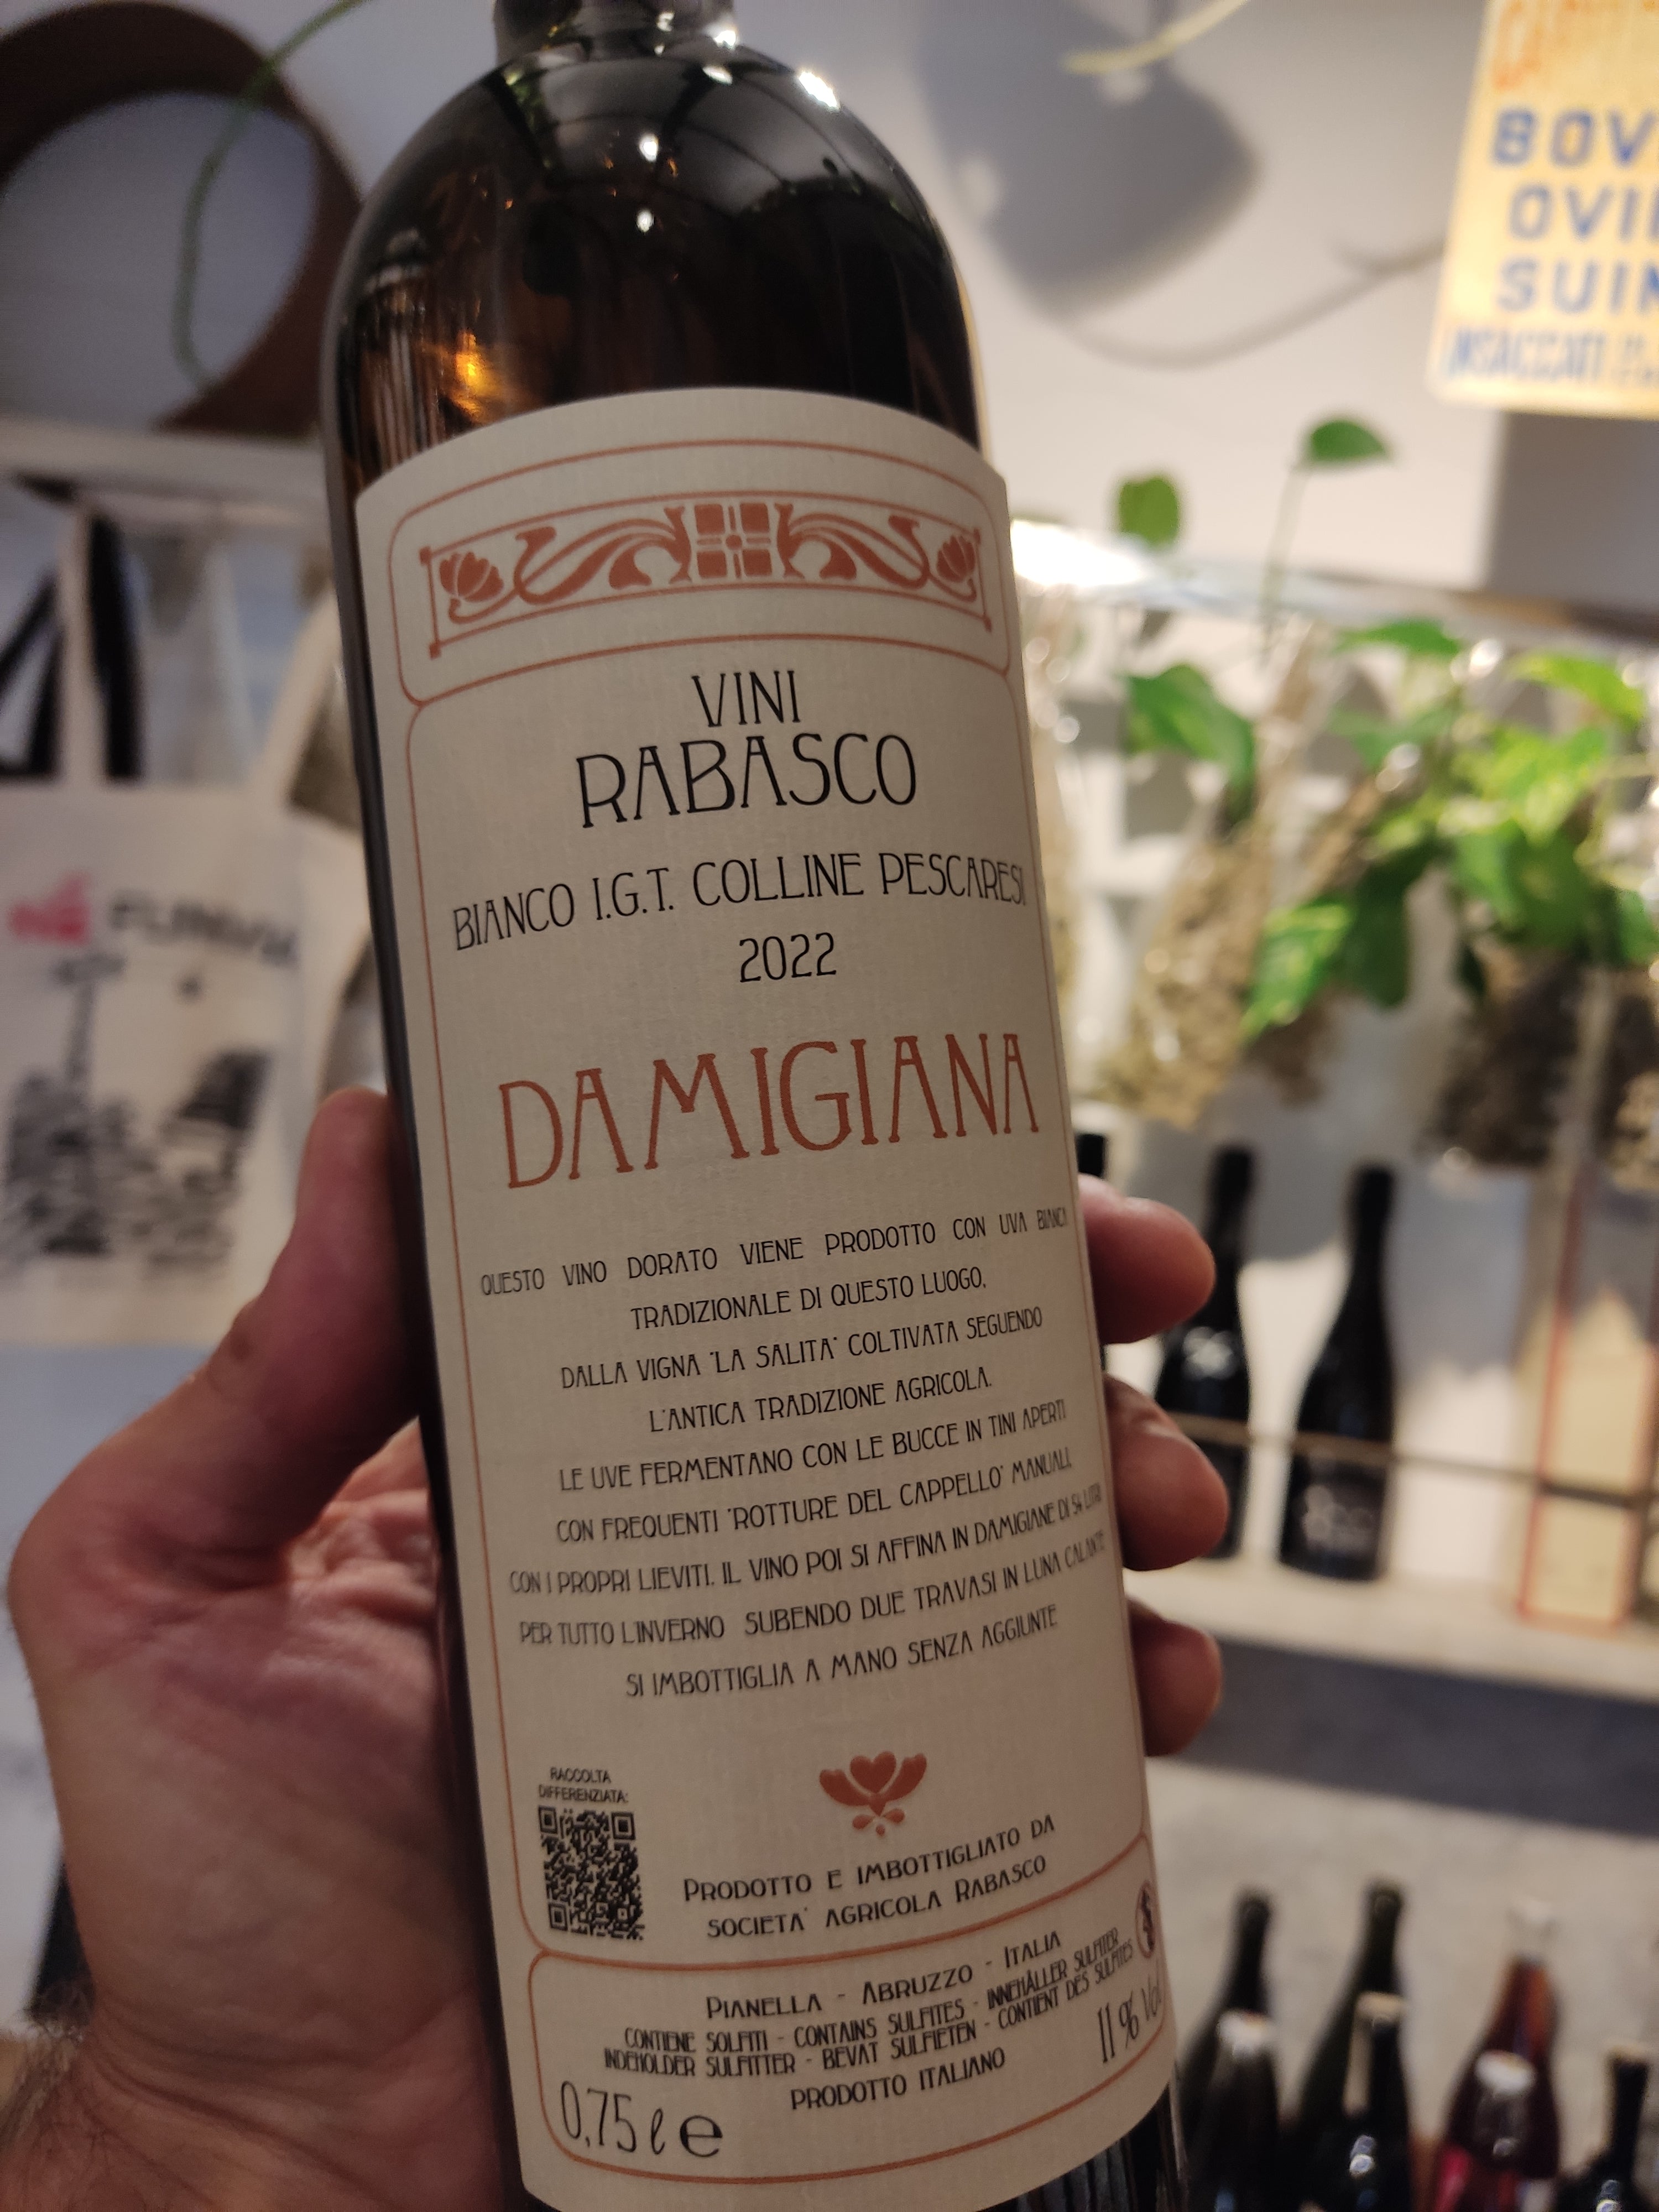 VINI
RABASCO
BIANCO I.G.T. COLLINE PESCARESI
2022
DAMIGIANA
QUESTO VINO DORATO VIENE PRODOTTO CON UVA BIANCA
TRADIZIONALE DI QUESTO LUOGO,
DALLA VIGNA "LA SALITA" COLTIVATA SEGUENDO
L'ANTICA TRADIZIONE AGRICOLA.
LE UVE FERMENTANO CON LE BUCCE IN TINI APERTI
CON FREQUENTI "ROTTURE DEL CAPPELLO" MANUALI,
CON I PROPRI LIEVITI. IL VINO POI SI AFFINA IN DAMIGIANE DI 54 LITRI
PER TUTTO L'INVERNO SUBENDO DUE TRAVASI IN LUNA CALANTE
SI IMBOTTIGLIA A MANO SENZA AGGIUNTE
RACCOLTA
DIFFERENZIATA:
PRODOTTO E IMBOTTIGLIATO DA
SOCIETA' AGRICOLA RABASCO
PIANELLA - ABRUZZO - ITALIA
CONTIENE SOLFITI - CONTAINS SULFITES - INNEHÅLLER SULFITER
INDEHOLDER SULFITTER - BEVAT SULFIETEN - CONTIENT DES SULFITES
PRODOTTO ITALIANO
11 % Vol
0,75 ℓ e
BOV
OVI
SUIN
INSACCATI